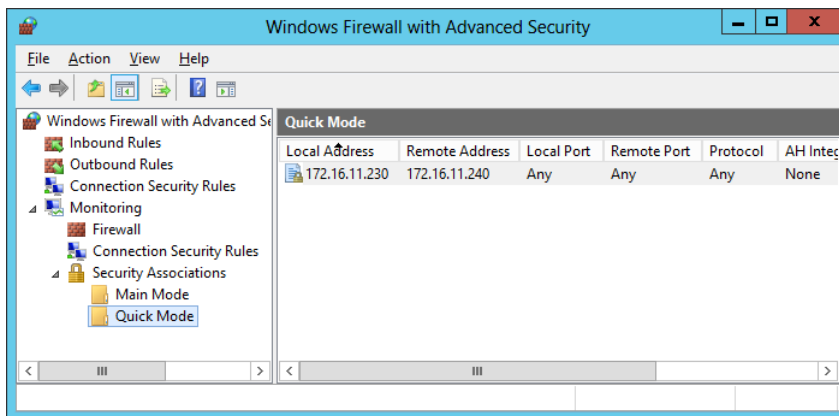 Windows Firewall with Advanced Security
File Action View Help
Windows Firewall with Advanced Se
Inbound Rules
Outbound Rules
Connection Security Rules
Monitoring
Firewall
Connection Security Rules
Security Associations
Main Mode
Quick Mode
Quick Mode
Local Address Remote Address Local Port Remote Port Protocol AH Integ
172.16.11.230 172.16.11.240 Any Any Any None